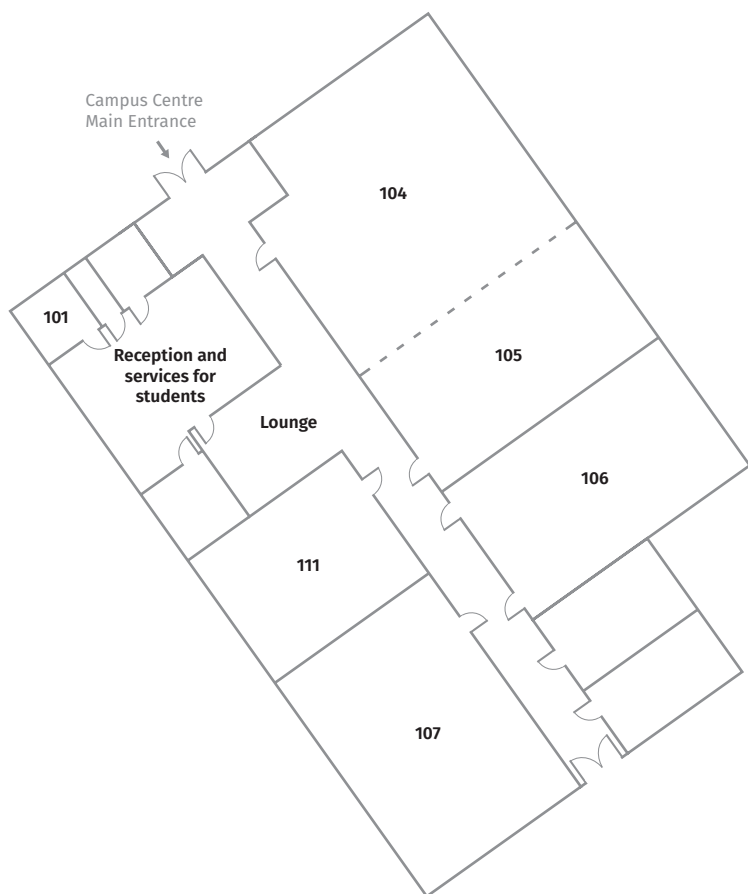 Campus Centre
Main Entrance
104
101
Reception and
services for
students
105
Lounge
106
111
107